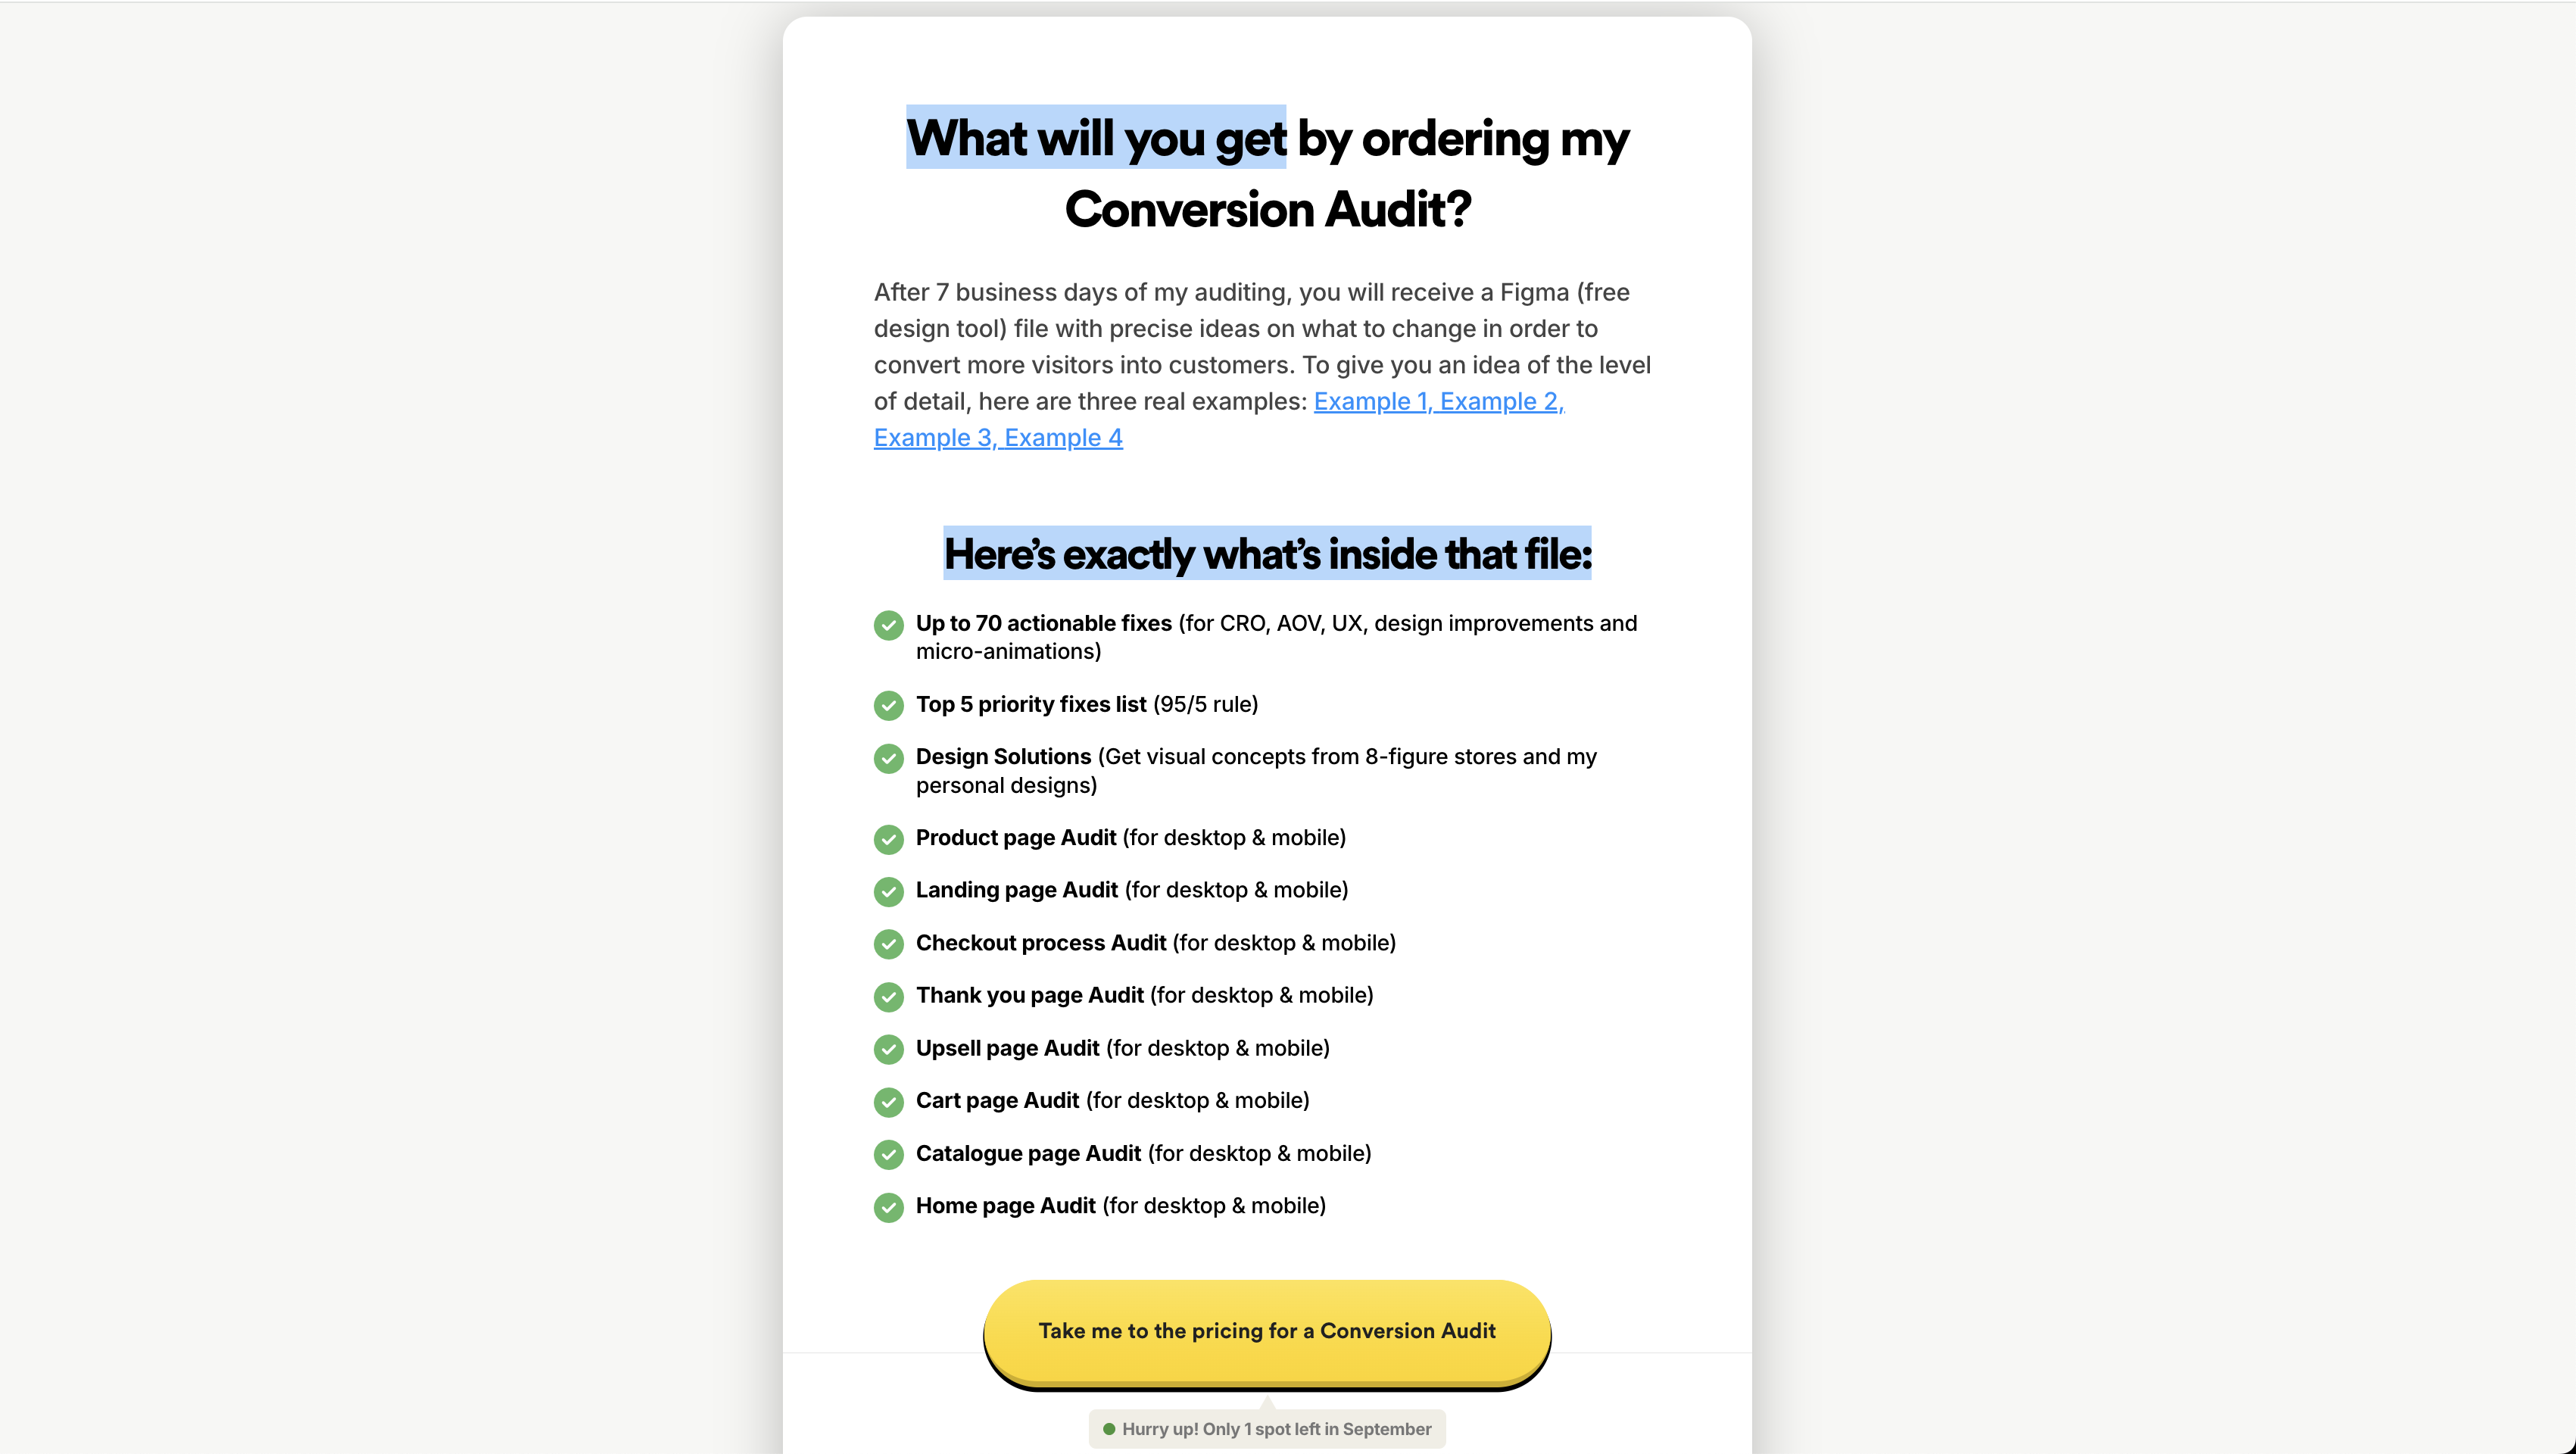 What will you get by ordering my
Conversion Audit?
After 7 business days of my auditing, you will receive a Figma (free
design tool) file with precise ideas on what to change in order to
convert more visitors into customers. To give you an idea of the level
of detail, here are three real examples: Example 1, Example 2,
Example 3, Example 4
Here’s exactly what’s inside that file:
Up to 70 actionable fixes (for CRO, AOV, UX, design improvements and
micro-animations)
Top 5 priority fixes list (95/5 rule)
Design Solutions (Get visual concepts from 8-figure stores and my
personal designs)
Product page Audit (for desktop & mobile)
Landing page Audit (for desktop & mobile)
Checkout process Audit (for desktop & mobile)
Thank you page Audit (for desktop & mobile)
Upsell page Audit (for desktop & mobile)
Cart page Audit (for desktop & mobile)
Catalogue page Audit (for desktop & mobile)
Home page Audit (for desktop & mobile)
Take me to the pricing for a Conversion Audit
Hurry up! Only 1 spot left in September